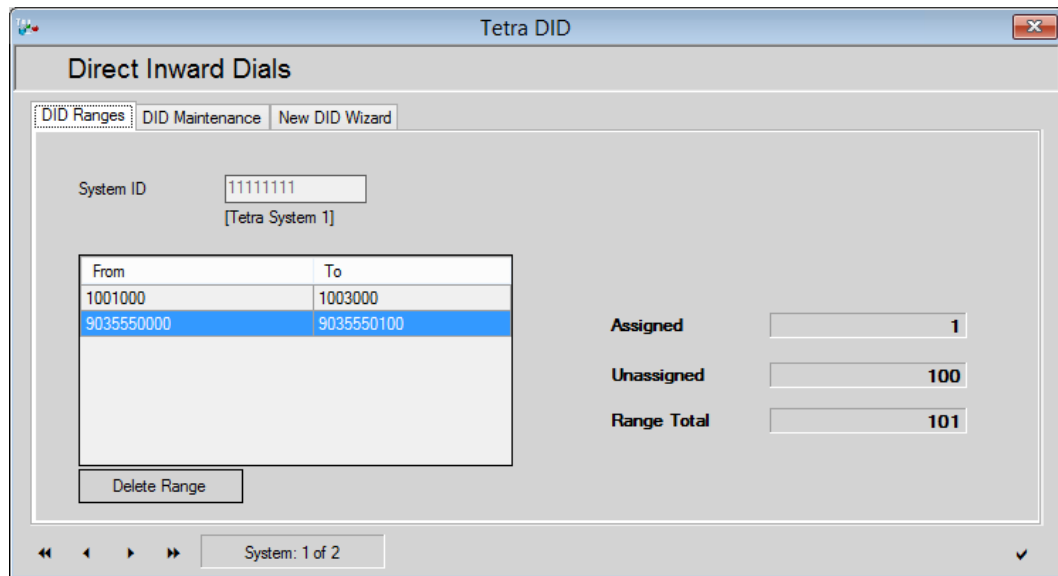 Tetra DID
Direct Inward Dials
DID Ranges DID Maintenance New DID Wizard
System ID 11111111
[Tetra System 1]
From To
1001000 1003000
9035550000 9035550100
Assigned 1
Unassigned 100
Range Total 101
Delete Range
System: 1 of 2